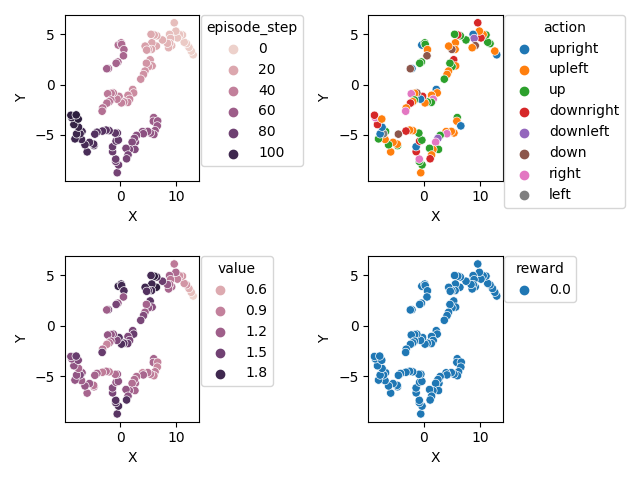 episode_step
0
20
40
60
80
100
5
0
−5
Y
0
10
X
action
upright
upleft
up
downright
downleft
down
right
left
5
0
−5
Y
0
10
X
value
0.6
0.9
1.2
1.5
1.8
5
0
−5
Y
0
10
X
reward
0.0
5
0
−5
Y
0
10
X